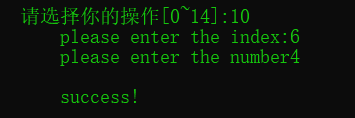 请选择你的操作[0~14]:10
please enter the index:6
please enter the number4
success!